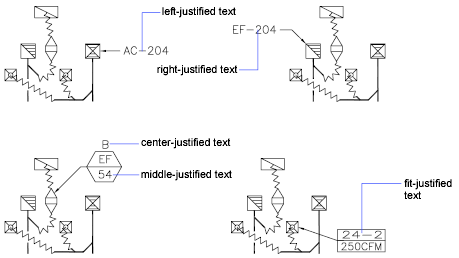 left-justified text
AC-204
EF-204
right-justified text
B
center-justified text
EF
54
middle-justified text
fit-justified
text
24-2
250CFM